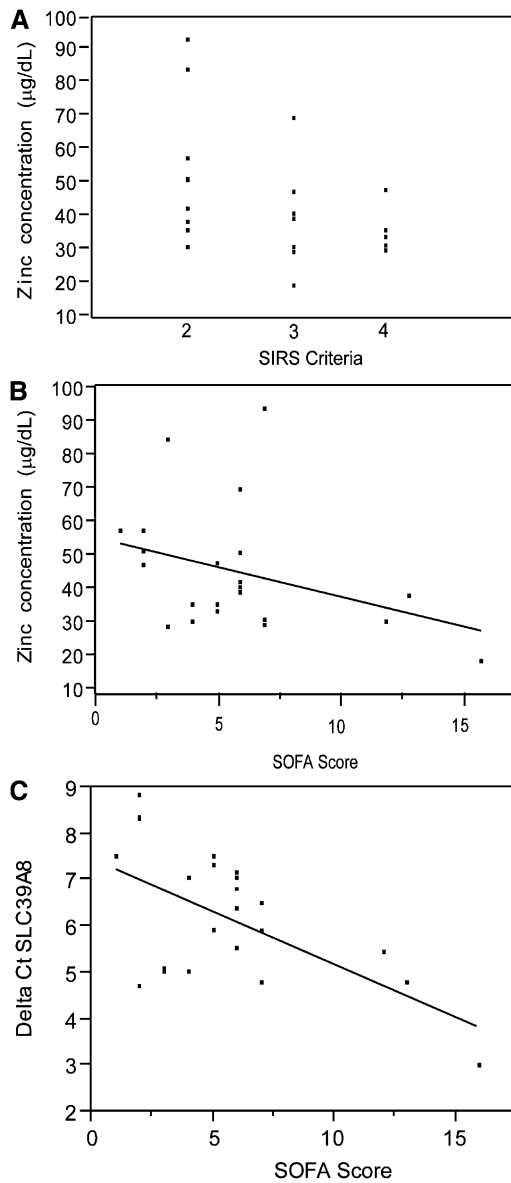 A
Zinc concentration (µg/dL)
100
90
80
70
60
50
40
30
20
10
2 3 4
SIRS Criteria
B
Zinc concentration (µg/dL)
100
90
80
70
60
50
40
30
20
10
0 5 10 15
SOFA Score
C
Delta Ct SLC39A8
9
8
7
6
5
4
3
2
0 5 10 15
SOFA Score